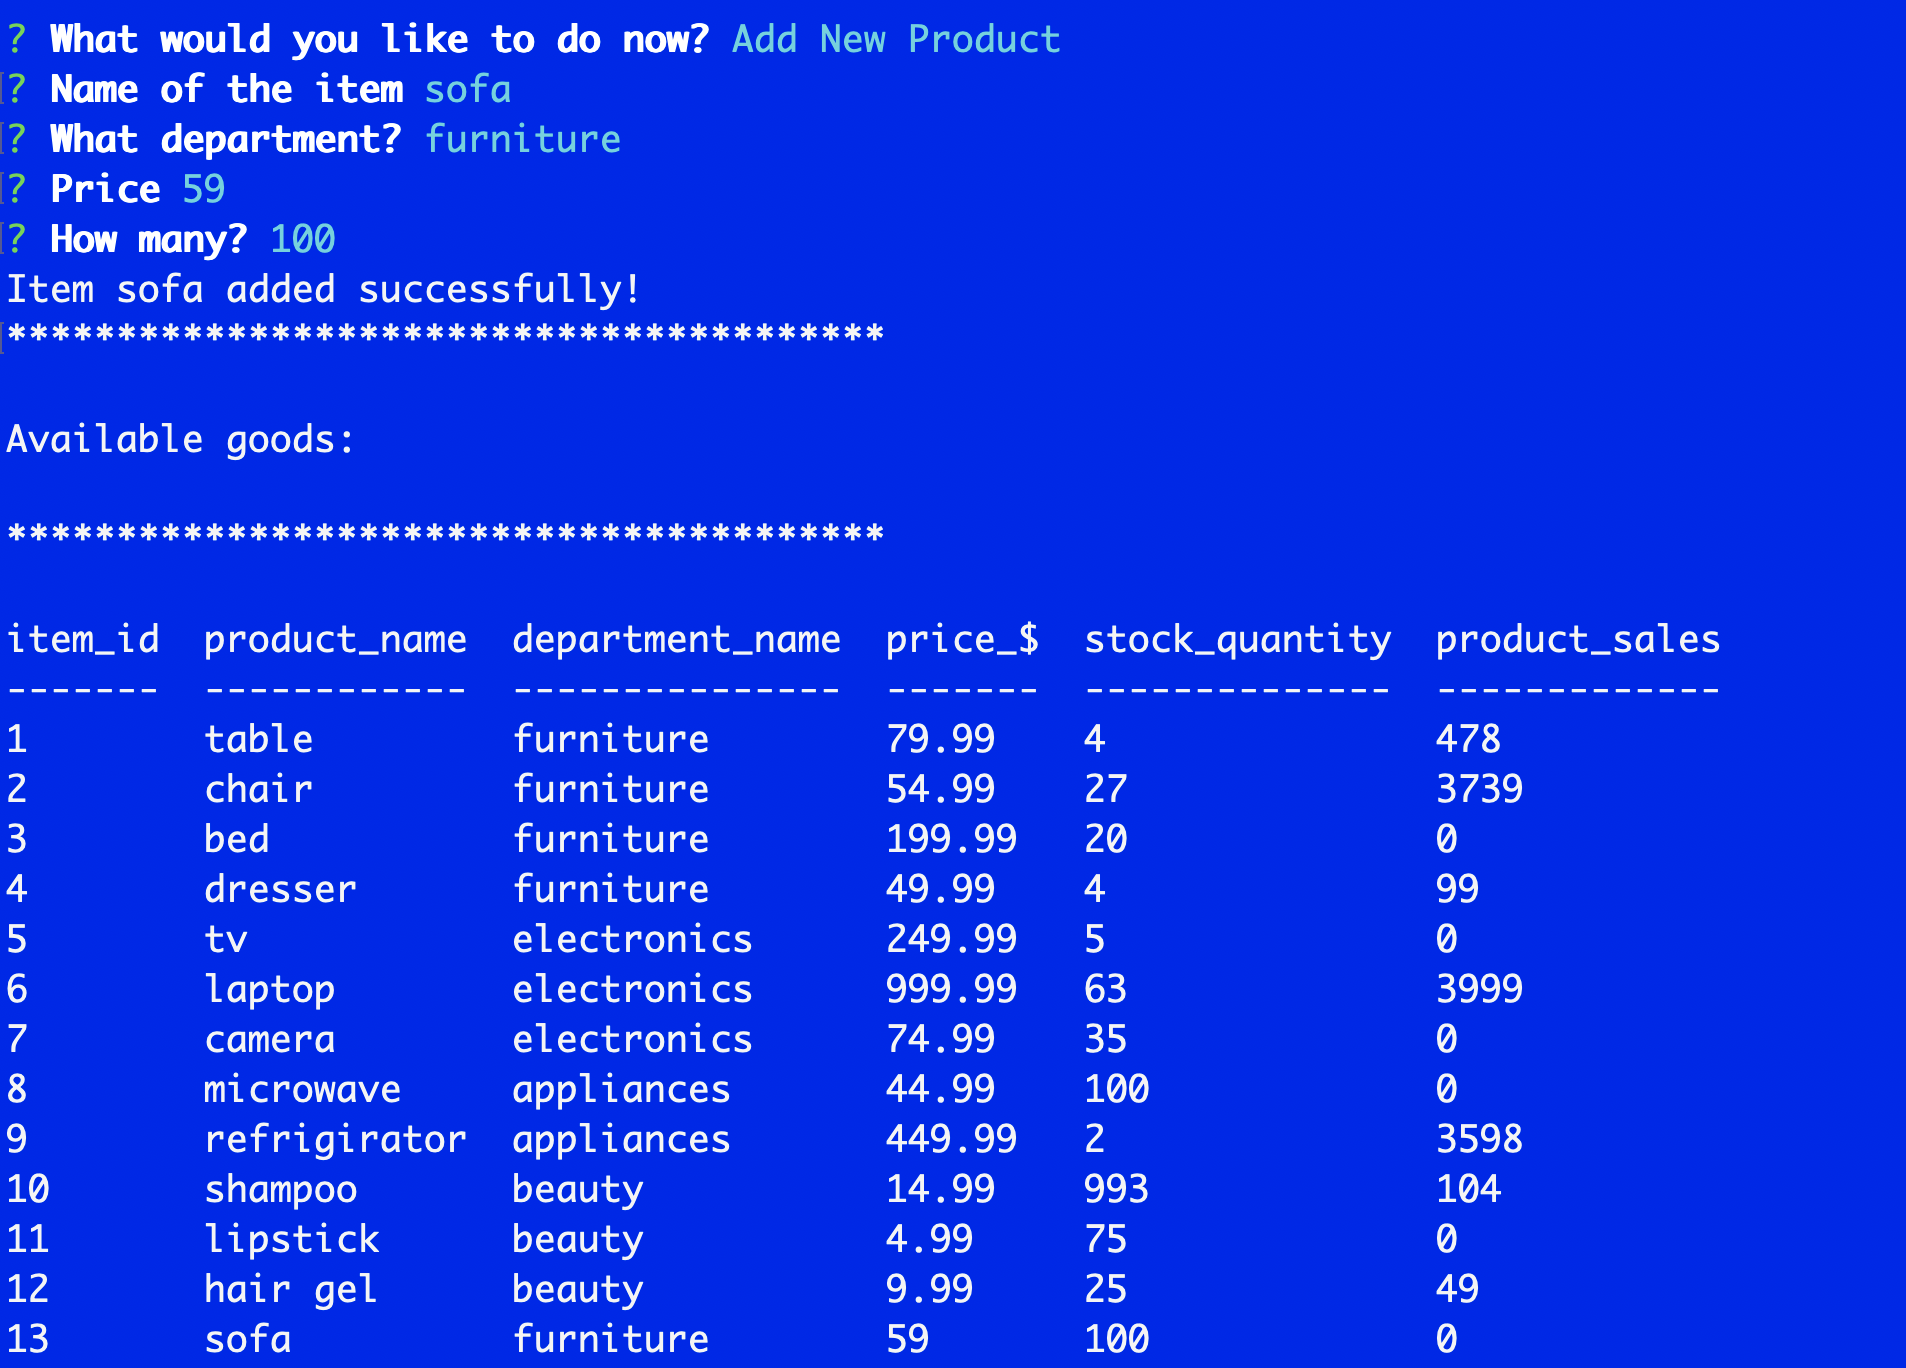 ? What would you like to do now? Add New Product
? Name of the item sofa
? What department? furniture
? Price 59
? How many? 100
Item sofa added successfully!
****************************************
Available goods:
****************************************
item_id  product_name  department_name  price_$  stock_quantity  product_sales
-------  ------------  ---------------  -------  --------------  -------------
1        table         furniture        79.99    4               478
2        chair         furniture        54.99    27              3739
3        bed           furniture        199.99   20              0
4        dresser       furniture        49.99    4               99
5        tv            electronics      249.99   5               0
6        laptop        electronics      999.99   63              3999
7        camera        electronics      74.99    35              0
8        microwave     appliances       44.99    100             0
9        refrigirator  appliances       449.99   2               3598
10       shampoo       beauty           14.99    993             104
11       lipstick      beauty           4.99     75              0
12       hair gel      beauty           9.99     25              49
13       sofa          furniture        59       100             0